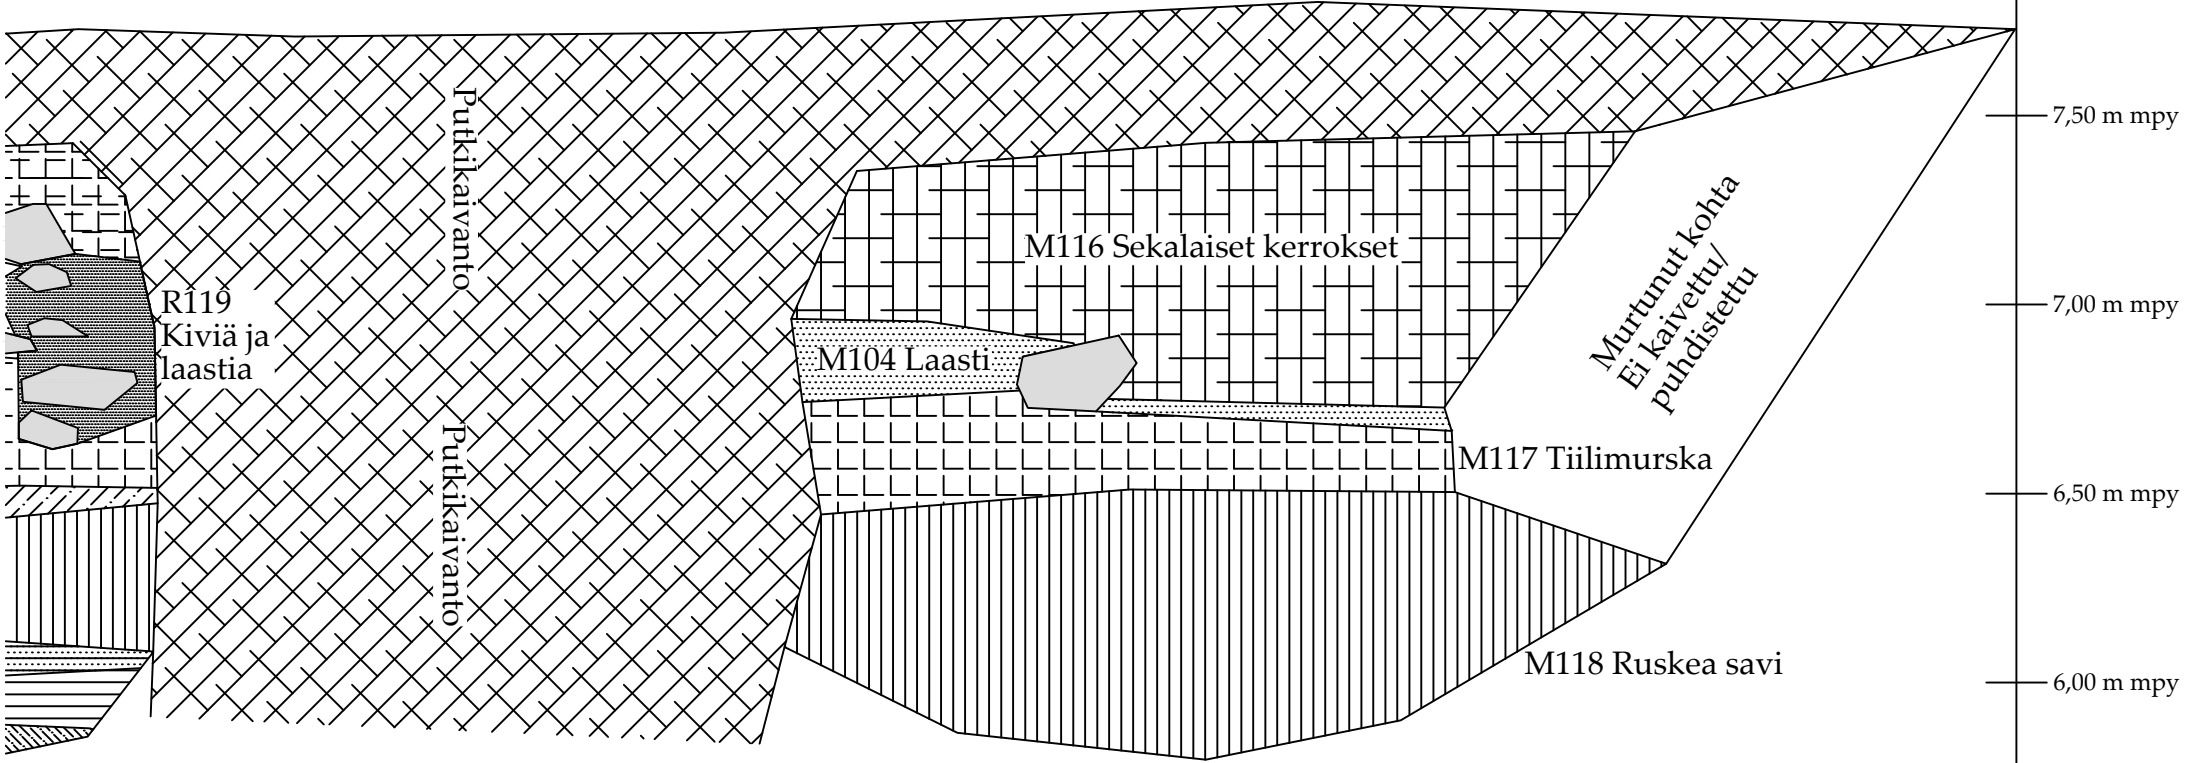 Putkikaivanto
Putkikaivanto
R119
Kiviä ja
laastia
M116 Sekalaiset kerrokset
M104 Laasti
M117 Tiilimurska
M118 Ruskea savi
Murtunut kohta
Ei kaivettu/
puhdistettu
7,50 m mpy
7,00 m mpy
6,50 m mpy
6,00 m mpy